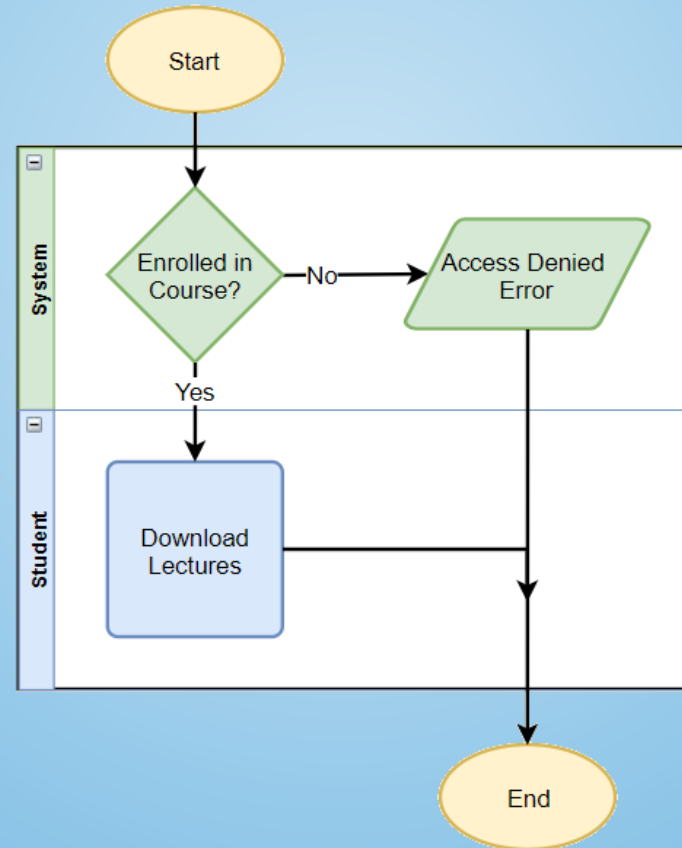 Start
System
Enrolled in
Course?
No
Access Denied
Error
Yes
Student
Download
Lectures
End